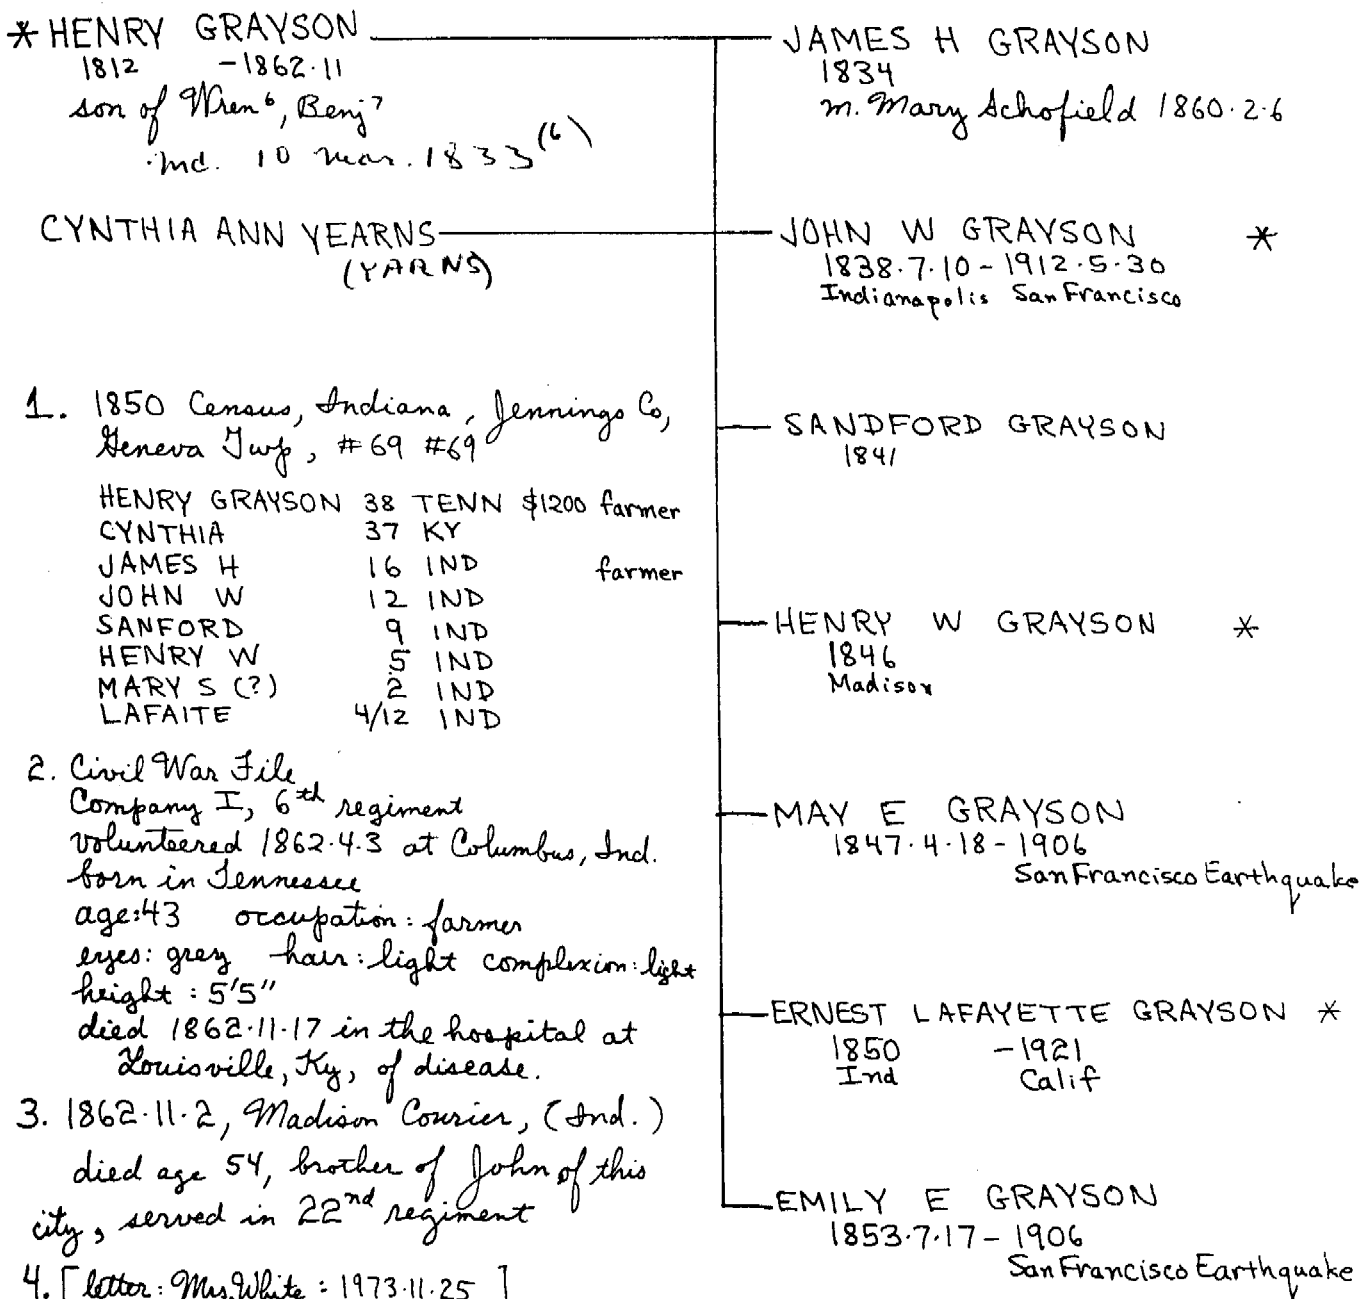 * HENRY GRAYSON
1812 - 1862.11
son of Wren⁶, Benj⁷
md. 10 Mar. 1833 (6)
CYNTHIA ANN YEARNS
(YARNS)
1. 1850 Census, Indiana, Jennings Co,
Geneva Twp, #69 #69
HENRY GRAYSON 38 TENN $1200 farmer
CYNTHIA 37 KY
JAMES H 16 IND farmer
JOHN W 12 IND
SANFORD 9 IND
HENRY W 5 IND
MARY S (?) 2 IND
LAFAITE 4/12 IND
2. Civil War File
Company I, 6th regiment
volunteered 1862.4.3 at Columbus, Ind.
born in Tennessee
age: 43 occupation: farmer
eyes: grey hair: light complexion: light
height: 5'5"
died 1862.11.17 in the hospital at
Louisville, Ky, of disease.
3. 1862.11.2, Madison Courier, (Ind.)
died age 54, brother of John of this
city, served in 22nd regiment
4. [letter: Mrs. White: 1973.11.25]
JAMES H GRAYSON
1834
m. Mary Schofield 1860.2.6
JOHN W GRAYSON *
1838.7.10 - 1912.5.30
Indianapolis San Francisco
SANDFORD GRAYSON
1841
HENRY W GRAYSON *
1846
Madison
MAY E GRAYSON
1847.4.18 - 1906
San Francisco Earthquake
ERNEST LAFAYETTE GRAYSON *
1850 - 1921
Ind Calif
EMILY E GRAYSON
1853.7.17 - 1906
San Francisco Earthquake